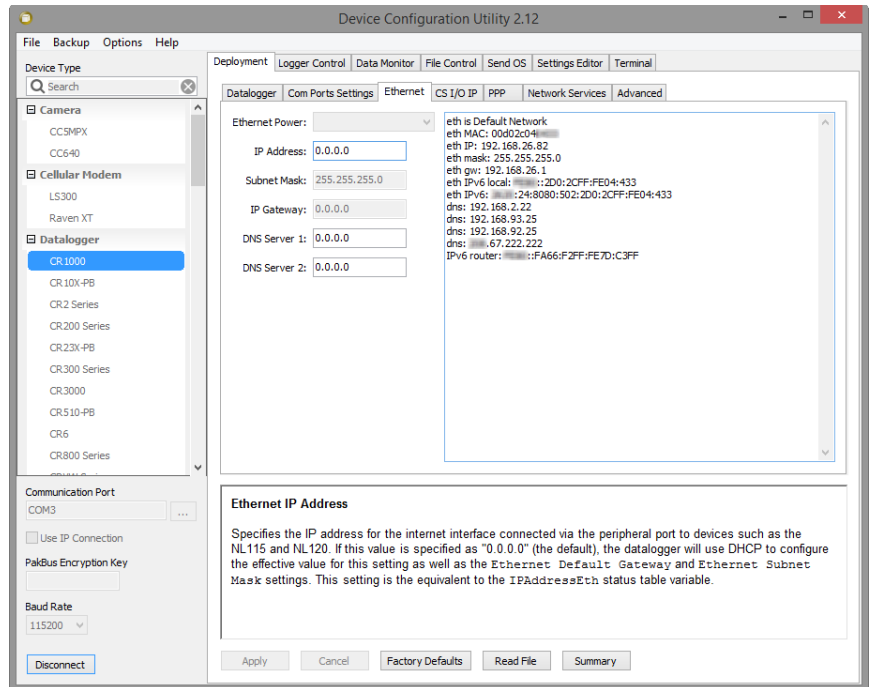 Device Configuration Utility 2.12
File Backup Options Help
Device Type
Search
Camera
CC5MPX
CC640
Cellular Modem
LS300
Raven XT
Datalogger
CR1000
CR10X-PB
CR2 Series
CR200 Series
CR23X-PB
CR300 Series
CR3000
CR510-PB
CR6
CR800 Series
Communication Port
COM3
...
Use IP Connection
PakBus Encryption Key
Baud Rate
115200
Disconnect
Deployment Logger Control Data Monitor File Control Send OS Settings Editor Terminal
Datalogger Com Ports Settings Ethernet CS I/O IP PPP Network Services Advanced
Ethernet Power:
IP Address: 0.0.0.0
Subnet Mask: 255.255.255.0
IP Gateway: 0.0.0.0
DNS Server 1: 0.0.0.0
DNS Server 2: 0.0.0.0
eth is Default Network
eth MAC: 00d02c04
eth IP: 192.168.26.82
eth mask: 255.255.255.0
eth gw: 192.168.26.1
eth IPv6 local: ::2D0:2CFF:FE04:433
eth IPv6: :24:8080:502:2D0:2CFF:FE04:433
dns: 192.168.2.22
dns: 192.168.93.25
dns: 192.168.92.25
dns: .67.222.222
IPv6 router: ::FA66:F2FF:FE7D:C3FF
Ethernet IP Address
Specifies the IP address for the internet interface connected via the peripheral port to devices such as the
NL115 and NL120. If this value is specified as "0.0.0.0" (the default), the datalogger will use DHCP to configure
the effective value for this setting as well as the Ethernet Default Gateway and Ethernet Subnet
Mask settings. This setting is the equivalent to the IPAddressEth status table variable.
Apply Cancel Factory Defaults Read File Summary